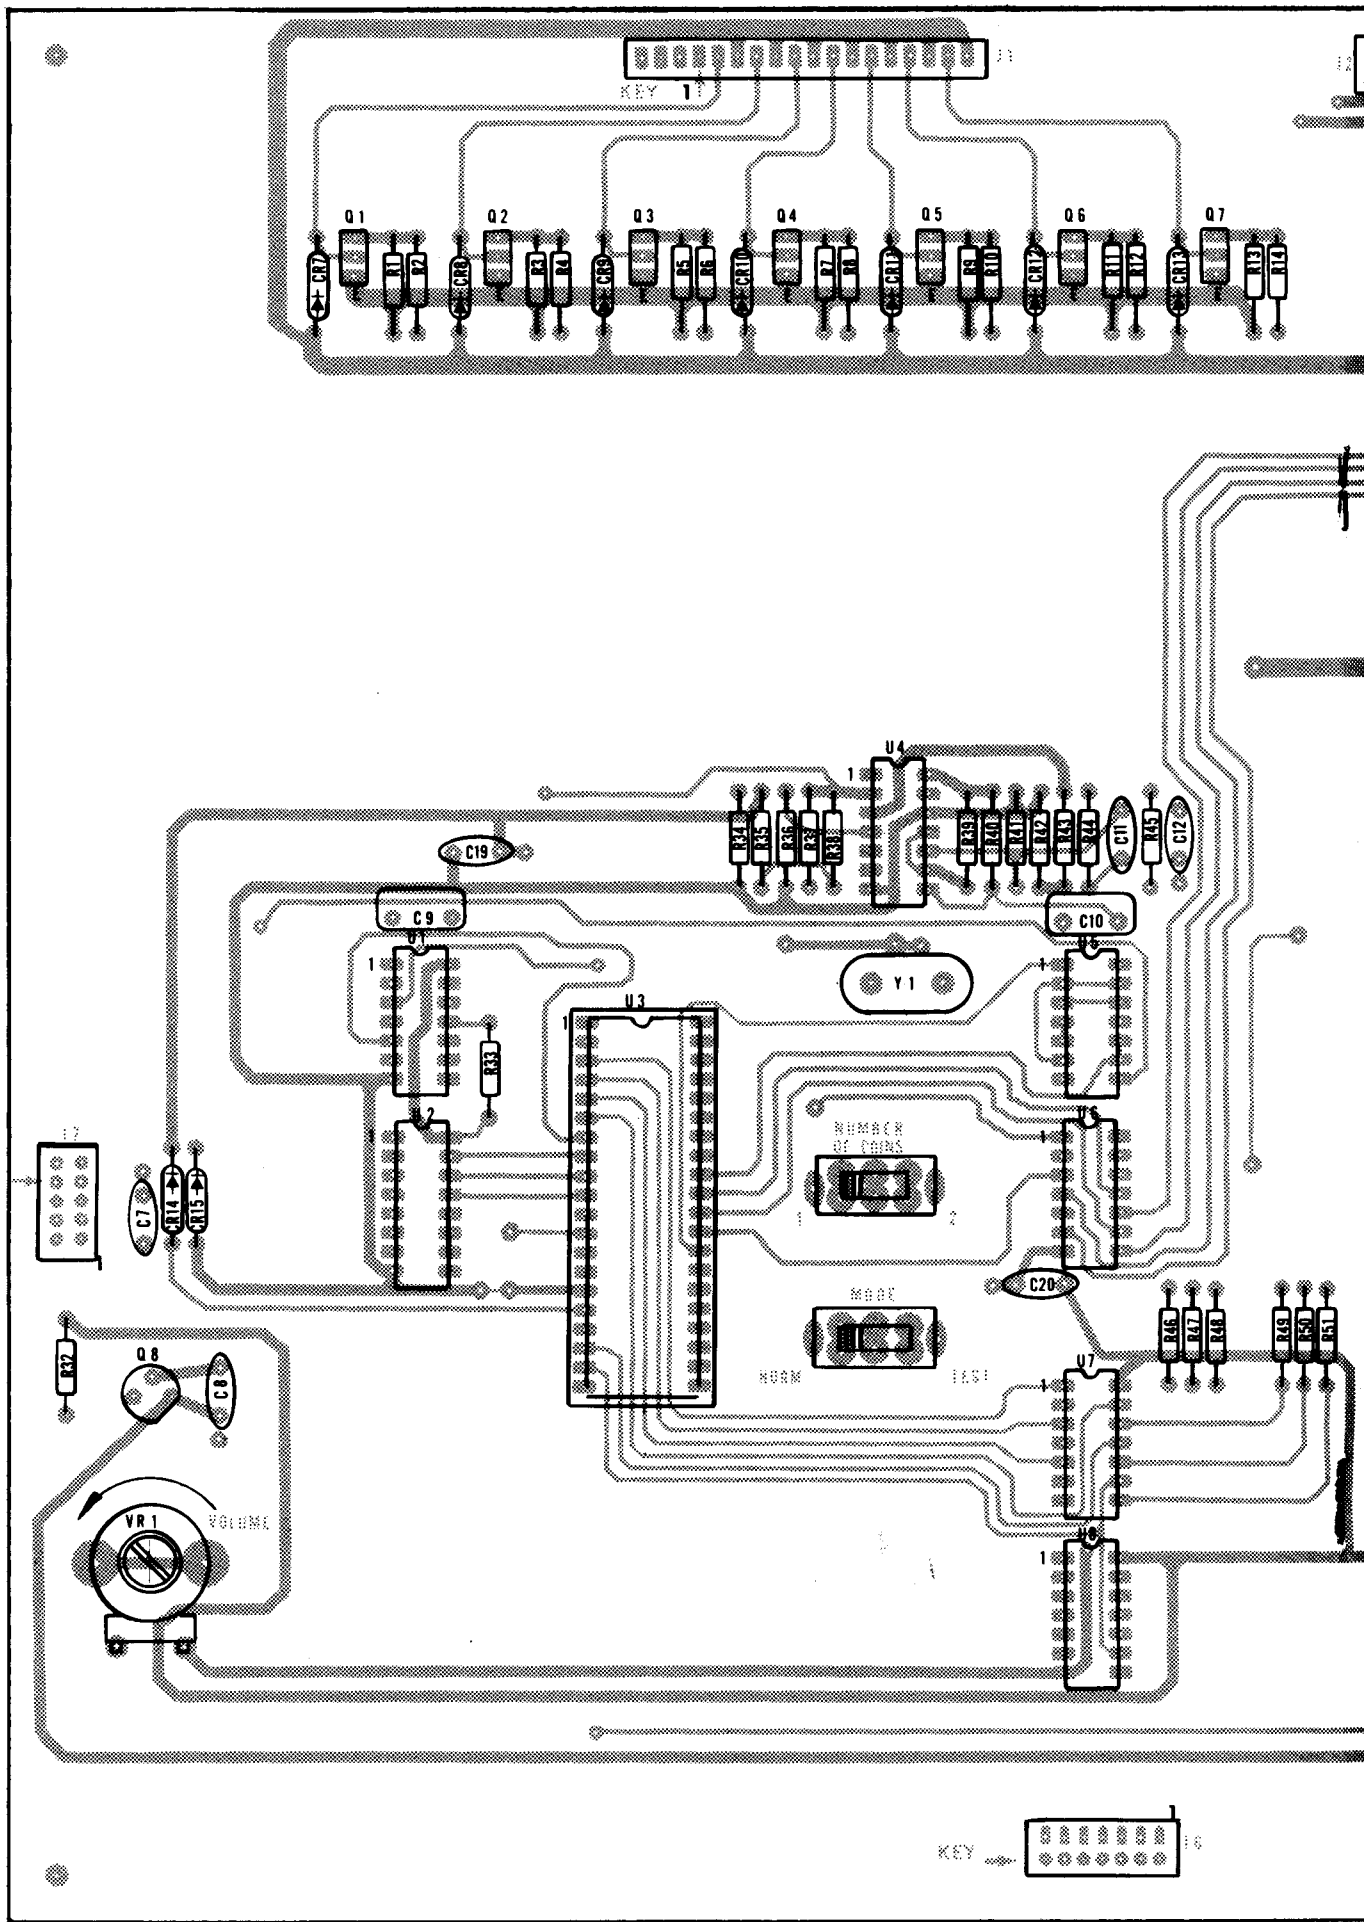 J1
J2
KEY 1
Q1 Q2 Q3 Q4 Q5 Q6 Q7
CR7 R1 R2 CR8 R3 R4 CR9 R5 R6 CR10 R7 R8 CR11 R9 R10 CR12 R11 R12 CR13 R13 R14
U4
1
R34 R35 R36 R37 R38 R39 R40 R41 R42 R43 R44 C11 R45 C12
C19
C9 C10
U1 U5
1 Y1 1
U3
1
R33
U2 U6
1 1
NUMBER
OF COINS
J7
C7 CR14 CR15
1 2
1
C20
MODE
R46 R47 R48 R49 R50 R51
R32 Q8 C8
NORM TEST
U7
1
VR1 VOLUME
U8
1
1
KEY J6